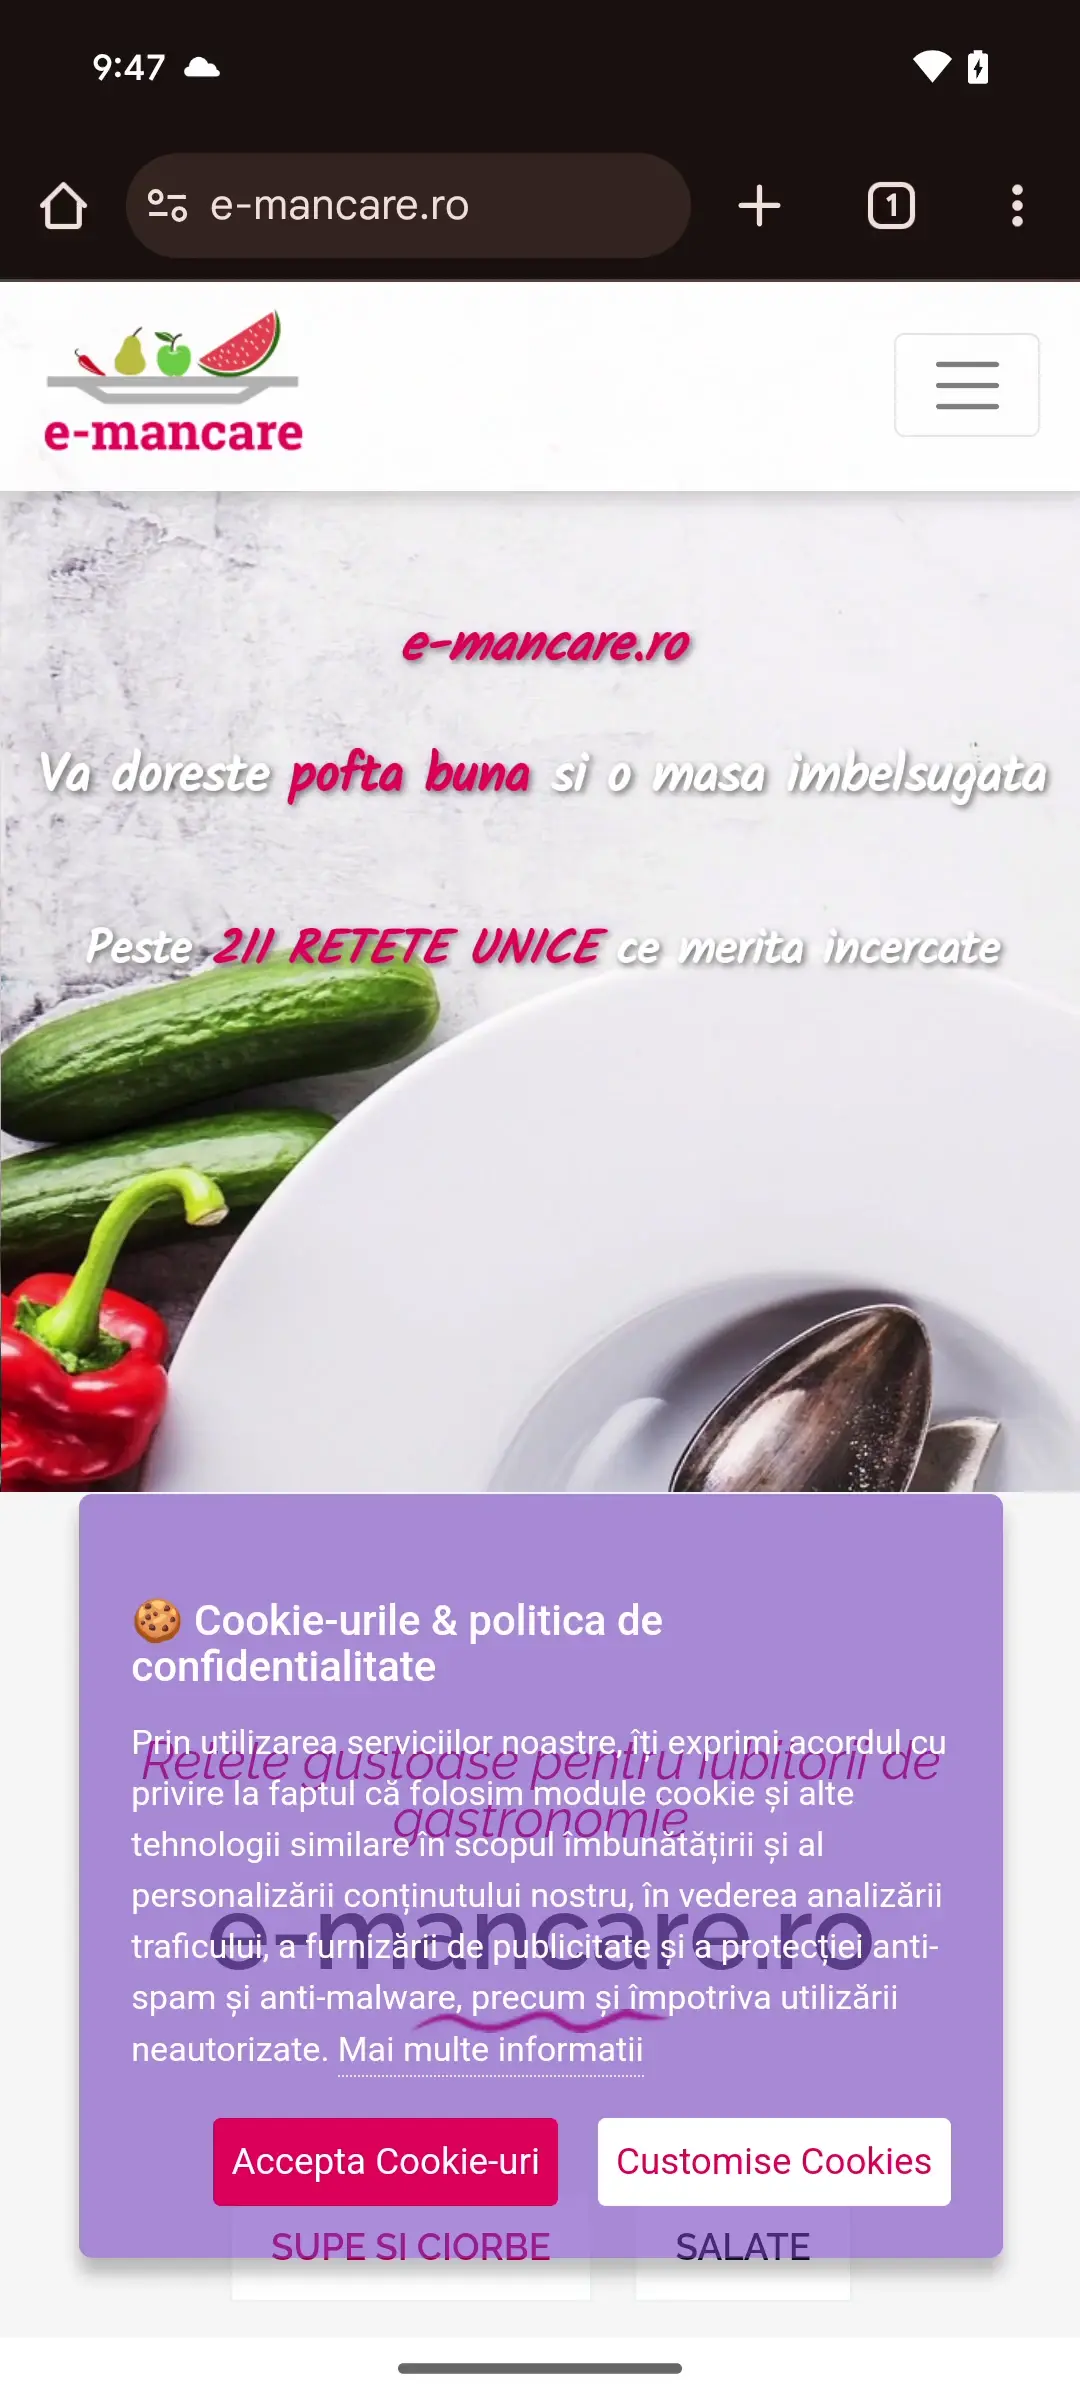 9:47
e-mancare.ro
1
e-mancare
e-mancare.ro
Va doreste pofta buna si o masa imbelsugata
Peste 211 RETETE UNICE ce merita incercate
🍪 Cookie-urile & politica de
confidentialitate
Prin utilizarea serviciilor noastre, îți exprimi acordul cu
privire la faptul că folosim module cookie și alte
tehnologii similare în scopul îmbunătățirii și al
personalizării conținutului nostru, în vederea analizării
traficului, a furnizării de publicitate și a protecției anti-
spam și anti-malware, precum și împotriva utilizării
neautorizate. Mai multe informatii
Retete gustoase pentru iubitorii de
gastronomie
e-mancare.ro
Accepta Cookie-uri
Customise Cookies
SUPE SI CIORBE
SALATE